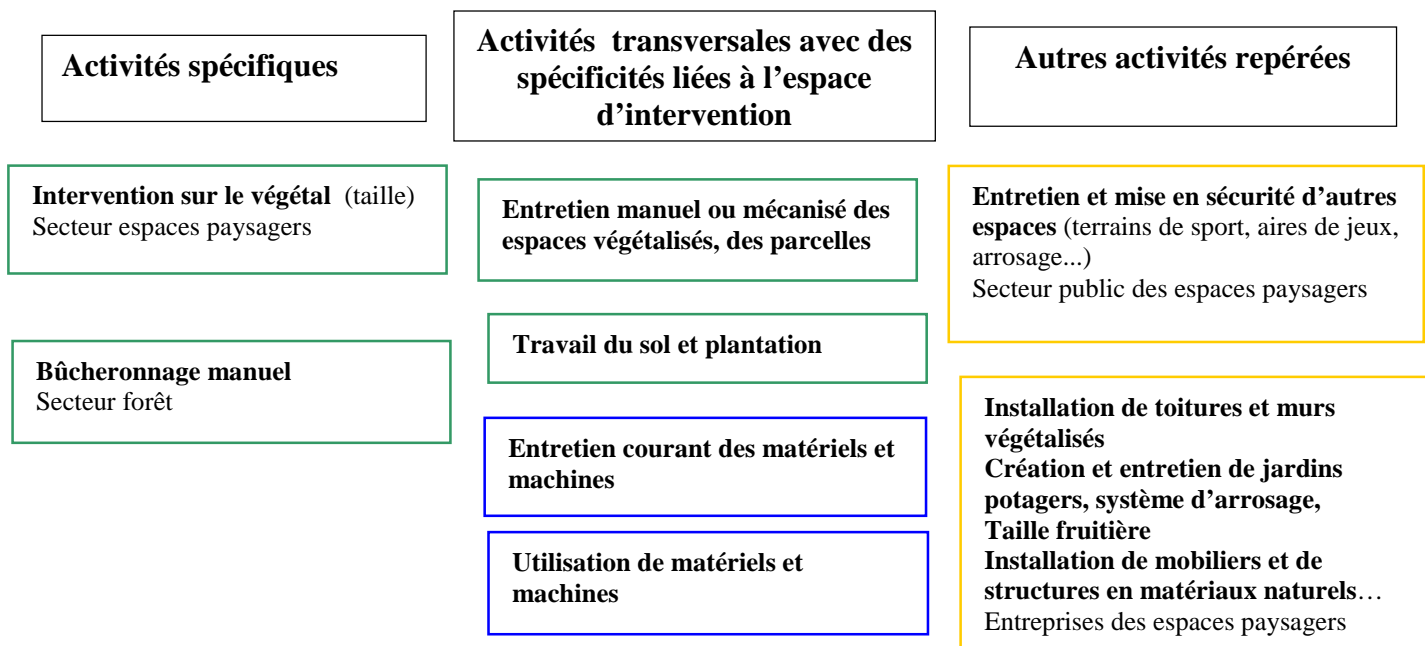 Activités spécifiques
Activités transversales avec des
spécificités liées à l’espace
d’intervention
Autres activités repérées
Intervention sur le végétal (taille)
Secteur espaces paysagers
Bûcheronnage manuel
Secteur forêt
Entretien manuel ou mécanisé des
espaces végétalisés, des parcelles
Travail du sol et plantation
Entretien courant des matériels et
machines
Utilisation de matériels et
machines
Entretien et mise en sécurité d’autres
espaces (terrains de sport, aires de jeux,
arrosage...)
Secteur public des espaces paysagers
Installation de toitures et murs
végétalisés
Création et entretien de jardins
potagers, système d’arrosage,
Taille fruitière
Installation de mobiliers et de
structures en matériaux naturels…
Entreprises des espaces paysagers